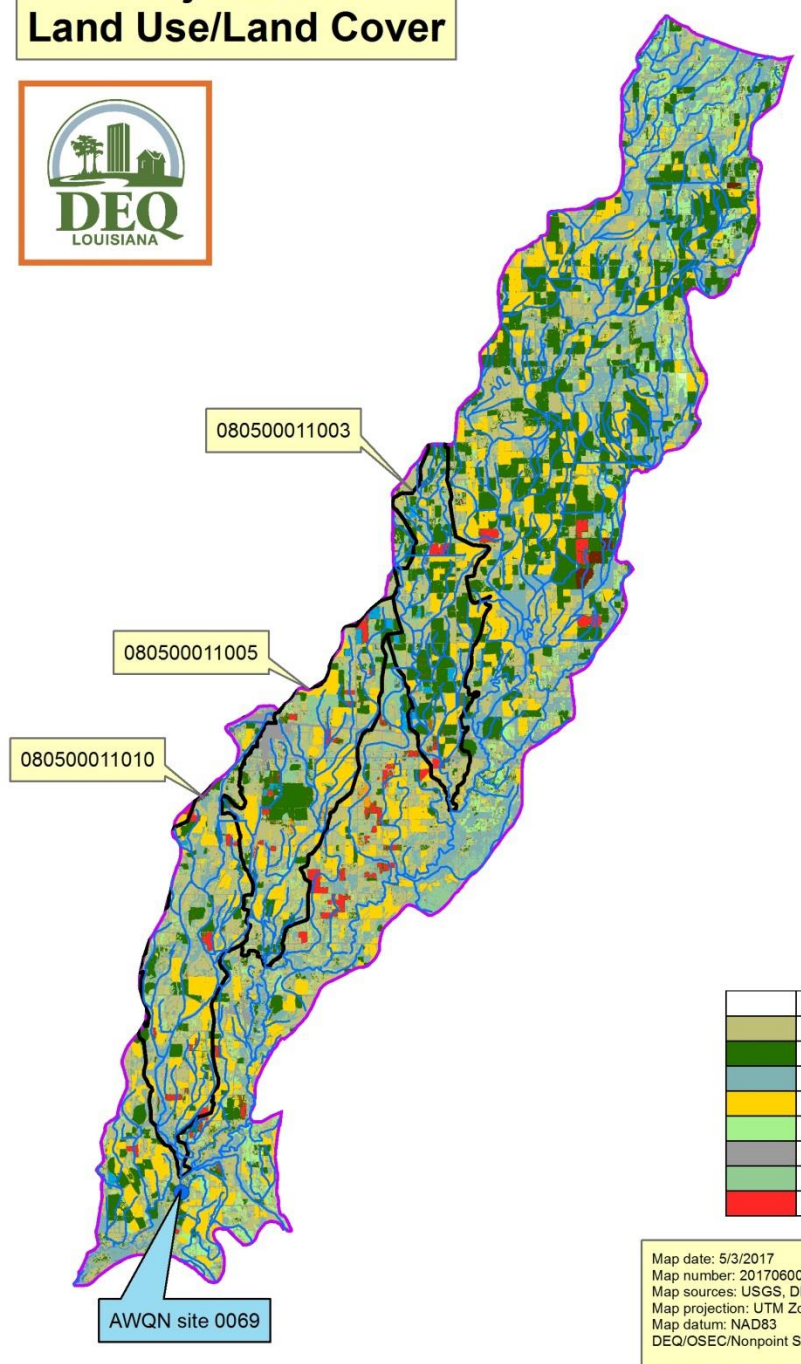 Land Use/Land Cover
DEQ
LOUISIANA
080500011003
080500011005
080500011010
AWQN site 0069
Map date: 5/3/2017
Map number: 20170600
Map sources: USGS, D
Map projection: UTM Zo
Map datum: NAD83
DEQ/OSEC/Nonpoint S